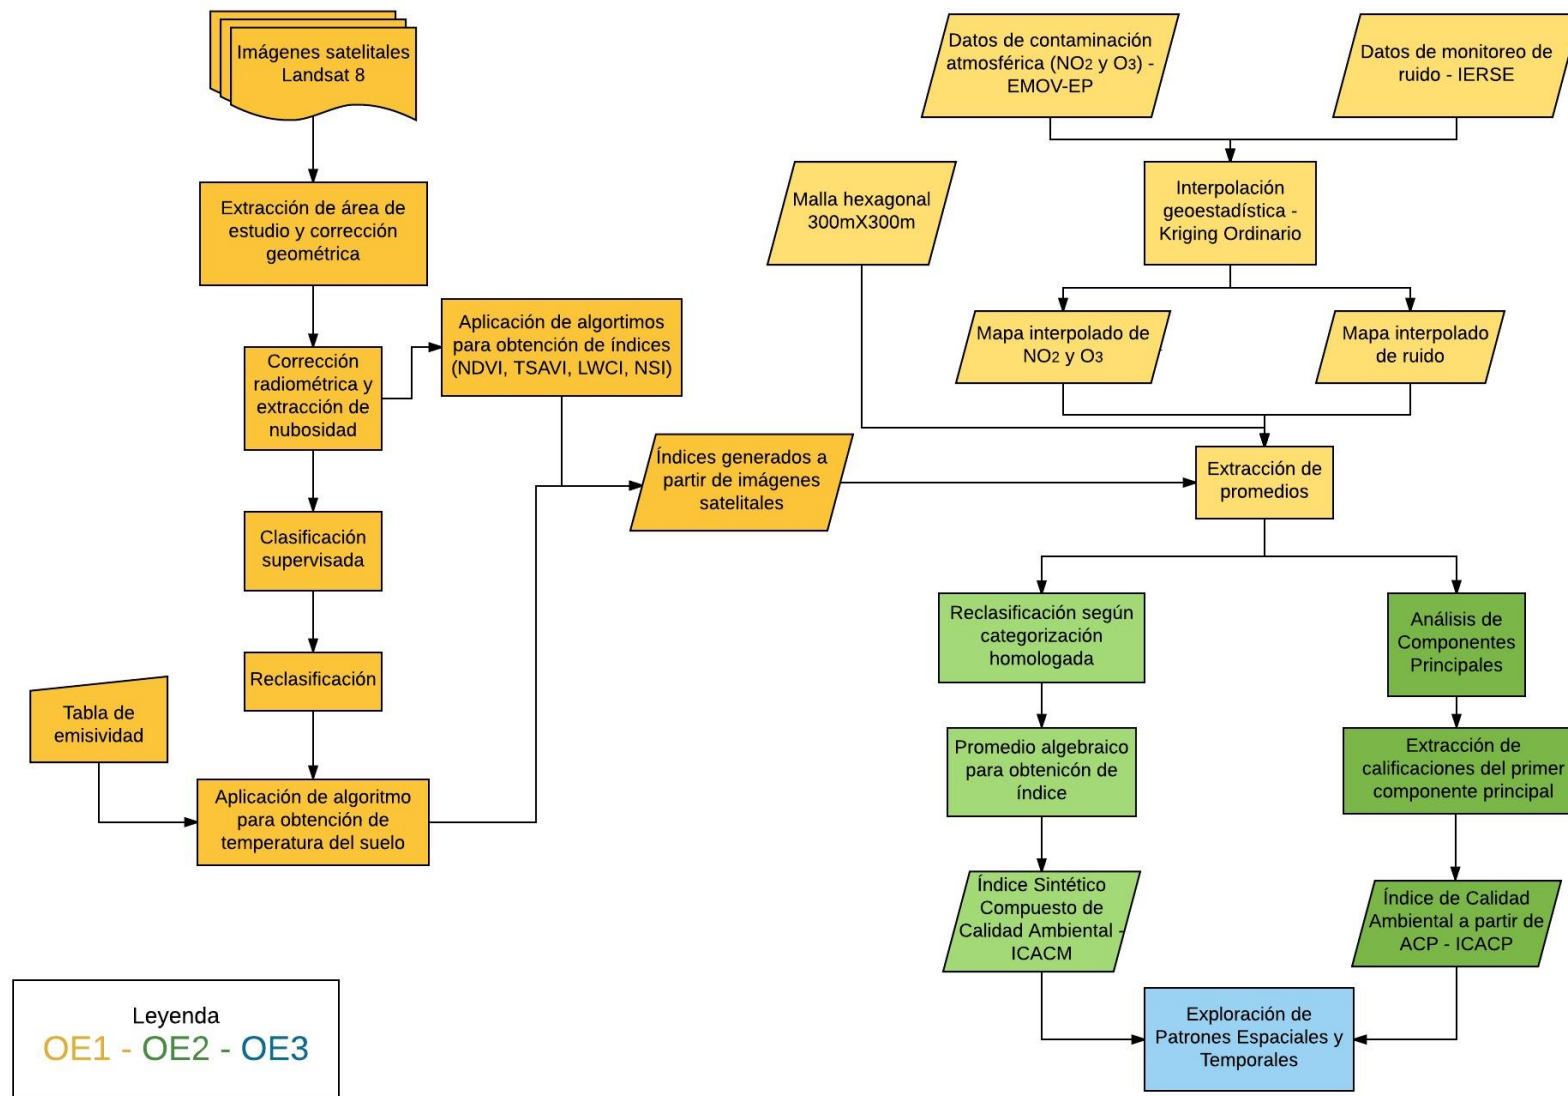 Imágenes satelitales
Landsat 8
Extracción de área de
estudio y corrección
geométrica
Corrección
radiométrica y
extracción de
nubosidad
Aplicación de algortimos
para obtención de índices
(NDVI, TSAVI, LWCI, NSI)
Clasificación
supervisada
Reclasificación
Tabla de
emisividad
Aplicación de algoritmo
para obtención de
temperatura del suelo
Índices generados a
partir de imágenes
satelitales
Datos de contaminación
atmosférica (NO2 y O3) -
EMOV-EP
Datos de monitoreo de
ruido - IERSE
Malla hexagonal
300mX300m
Interpolación
geoestadística -
Kriging Ordinario
Mapa interpolado de
NO2 y O3
Mapa interpolado
de ruido
Extracción de
promedios
Reclasificación según
categorización
homologada
Promedio algebraico
para obtenicón de
índice
Índice Sintético
Compuesto de
Calidad Ambiental -
ICACM
Análisis de
Componentes
Principales
Extracción de
calificaciones del primer
componente principal
Índice de Calidad
Ambiental a partir de
ACP - ICACP
Exploración de
Patrones Espaciales y
Temporales
Leyenda
OE1 - OE2 - OE3